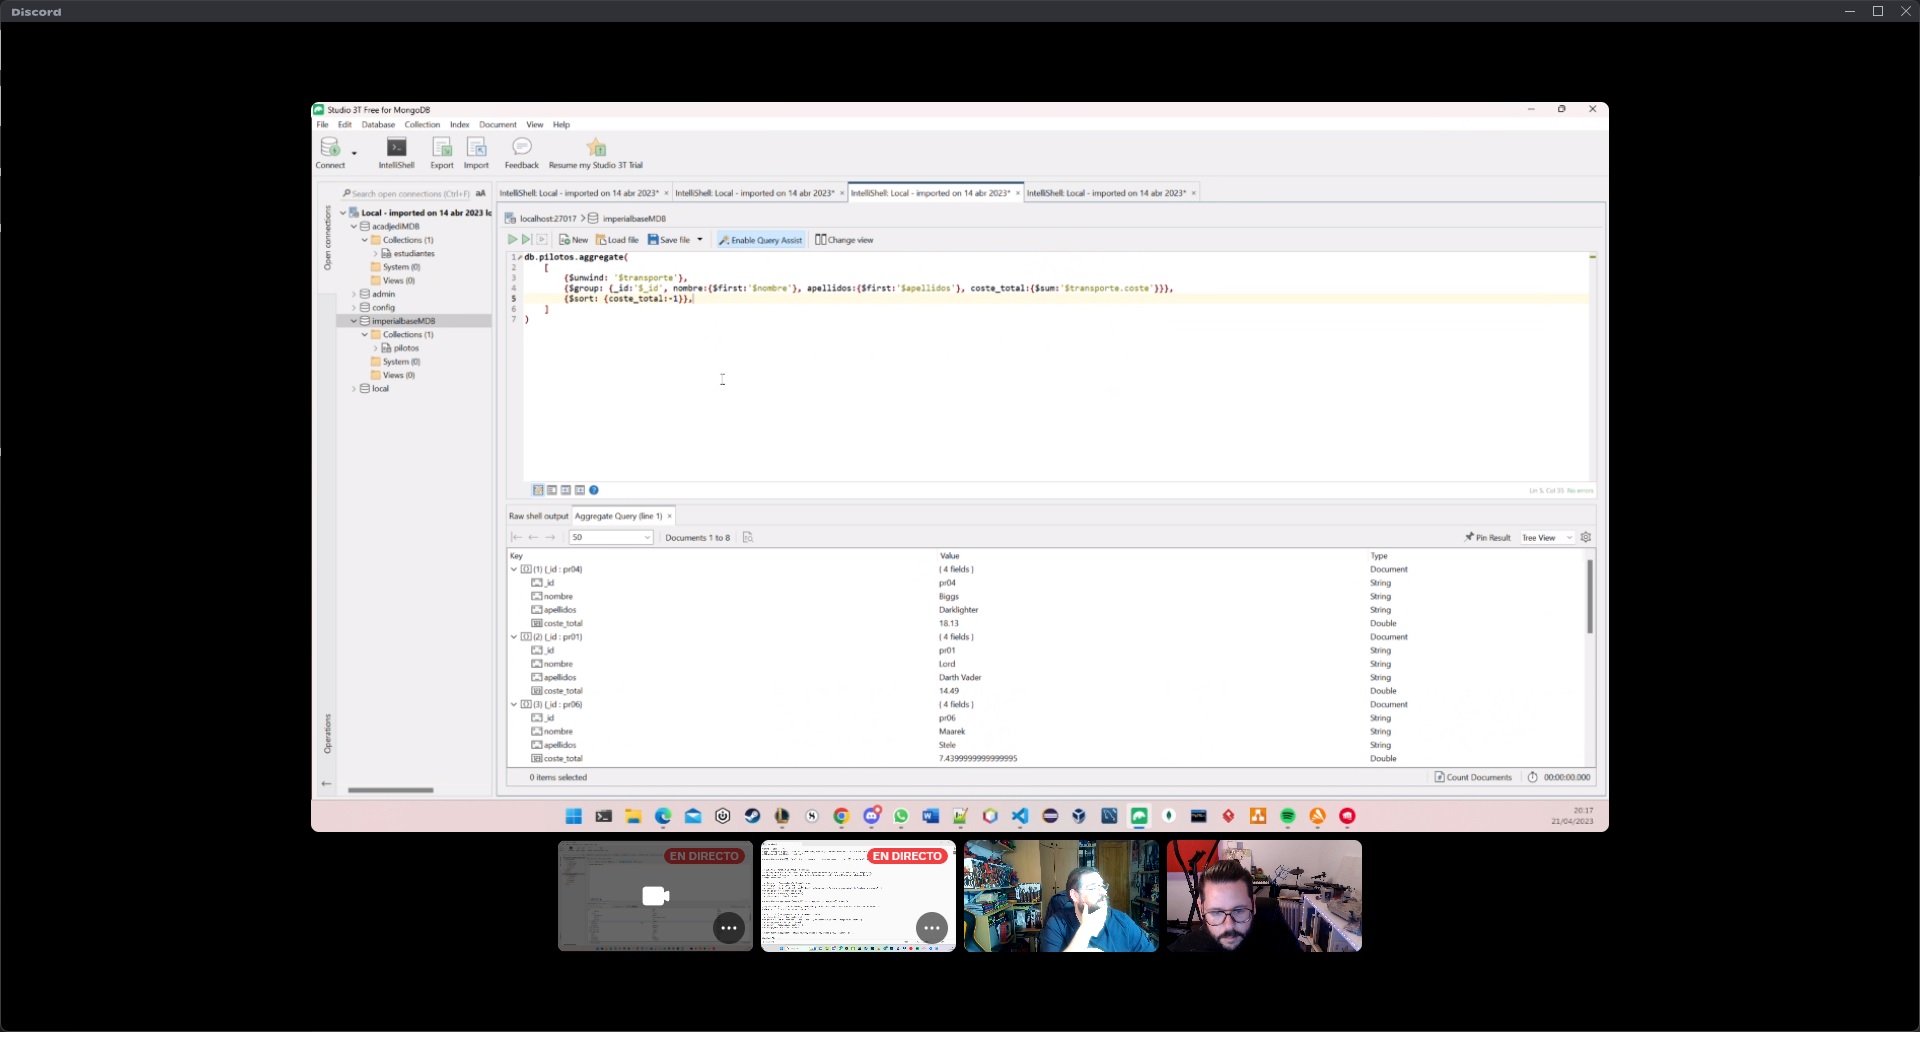 Discord
Studio 3T Free for MongoDB
File Edit Database Collection Index Document View Help
Connect IntelliShell Export Import Feedback Resume my Studio 3T Trial
Search open connections (Ctrl+F) aA
IntelliShell: Local - imported on 14 abr 2023* × IntelliShell: Local - imported on 14 abr 2023* × IntelliShell: Local - imported on 14 abr 2023* × IntelliShell: Local - imported on 14 abr 2023* ×
Open connections
Operations
Local - imported on 14 abr 2023 lo
acadjediMDB
Collections (1)
estudiantes
System (0)
Views (0)
admin
config
imperialbaseMDB
Collections (1)
pilotos
System (0)
Views (0)
local
localhost:27017 > imperialbaseMDB
New Load file Save file Enable Query Assist Change view
1 db.pilotos.aggregate(
2 [
3 {$unwind: '$transporte'},
4 {$group: {_id:'$_id', nombre:{$first:'$nombre'}, apellidos:{$first:'$apellidos'}, coste_total:{$sum:'$transporte.coste'}}},
5 {$sort: {coste_total:-1}},
6 ]
7 )
Lin 5, Col 35 No errors
Raw shell output Aggregate Query (line 1) ×
50 Documents 1 to 8 Pin Result Tree View
Key Value Type
(1) {_id : pr04} { 4 fields } Document
_id pr04 String
nombre Biggs String
apellidos Darklighter String
coste_total 18.13 Double
(2) {_id : pr01} { 4 fields } Document
_id pr01 String
nombre Lord String
apellidos Darth Vader String
coste_total 14.49 Double
(3) {_id : pr06} { 4 fields } Document
_id pr06 String
nombre Maarek String
apellidos Stele String
coste_total 7.4399999999999995 Double
0 items selected Count Documents 00:00:00.000
20:17
21/04/2023
EN DIRECTO
EN DIRECTO